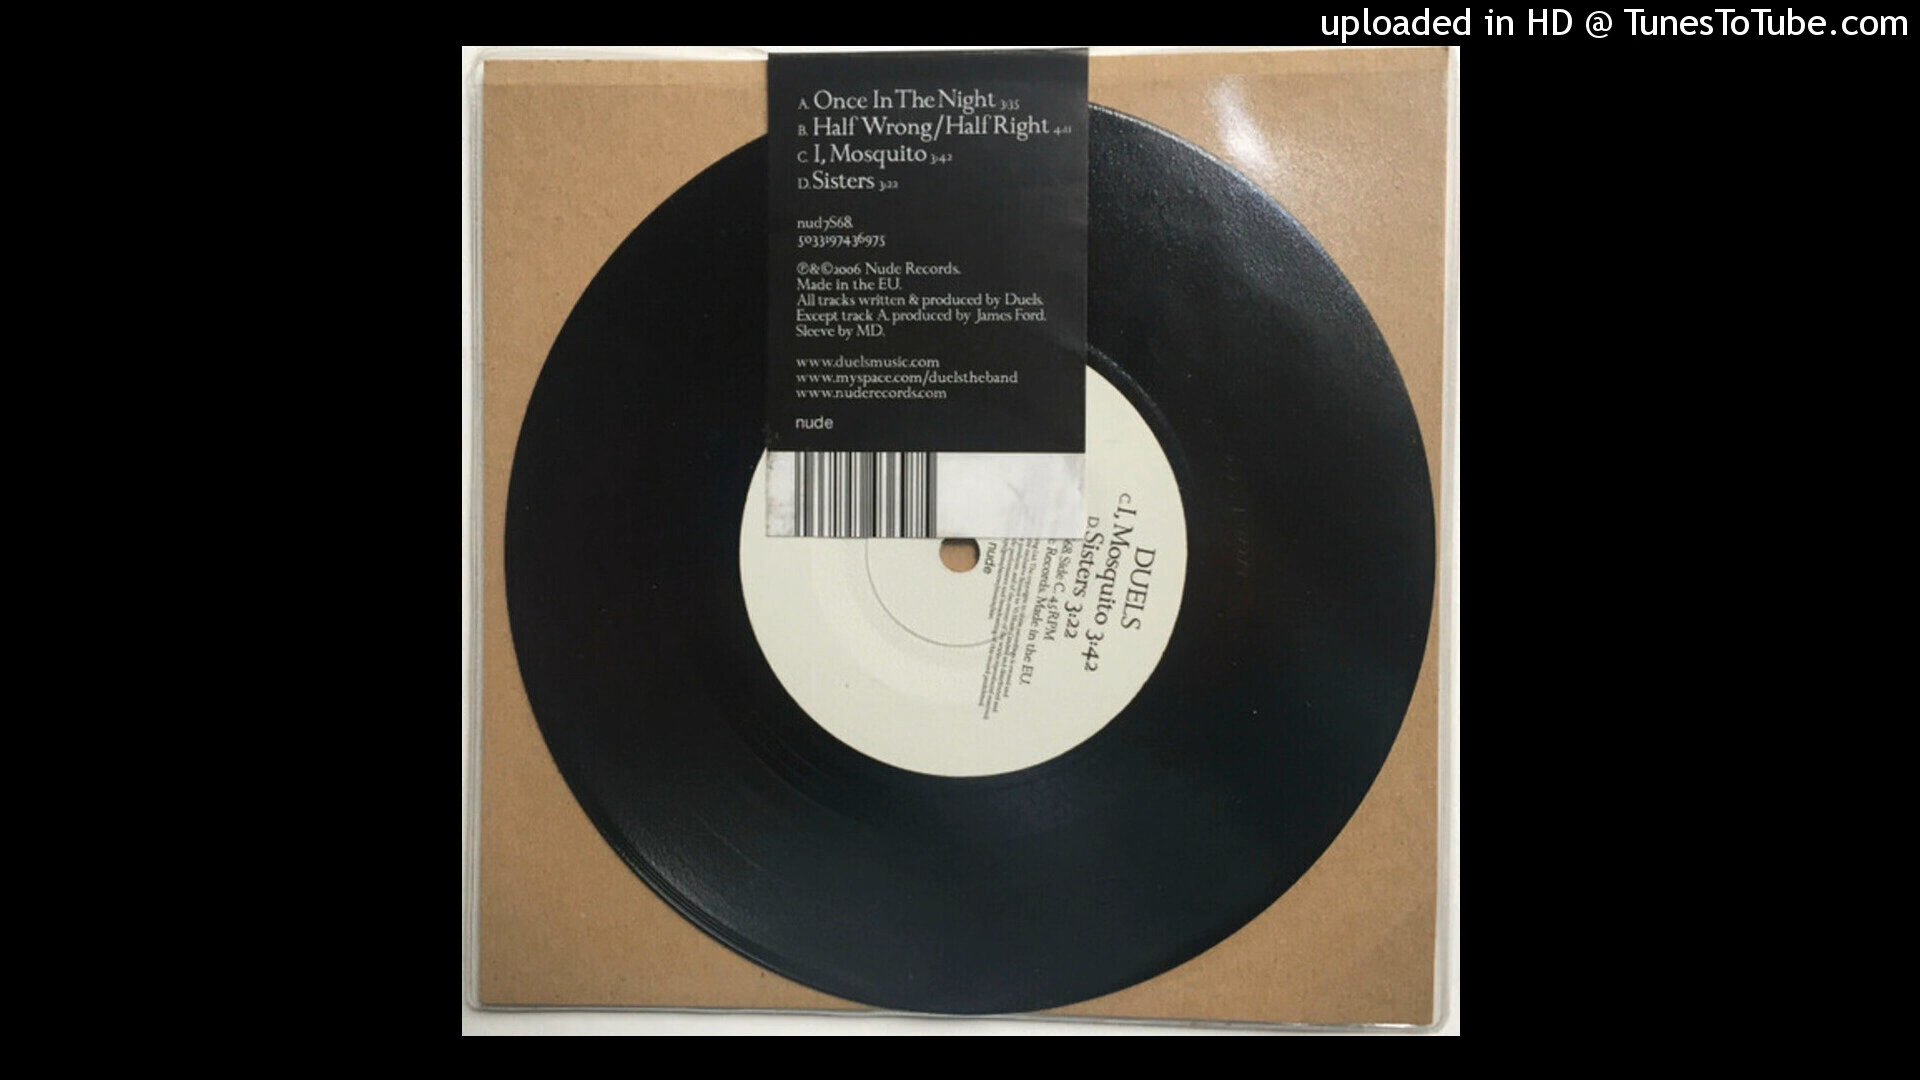 uploaded in HD @ TunesToTube.com
A. Once In The Night 3:35
B. Half Wrong/Half Right 4:11
C. I, Mosquito 3:42
D. Sisters 3:22
nud7S68
5033197436975
℗&©2006 Nude Records.
Made in the EU.
All tracks written & produced by Duels.
Except track A. produced by James Ford.
Sleeve by MD.
www.duelsmusic.com
www.myspace.com/duelstheband
www.nuderecords.com
nude
DUELS
C. I, Mosquito 3:42
D. Sisters 3:22
Side C. 45RPM
Records. Made in the EU.
nude